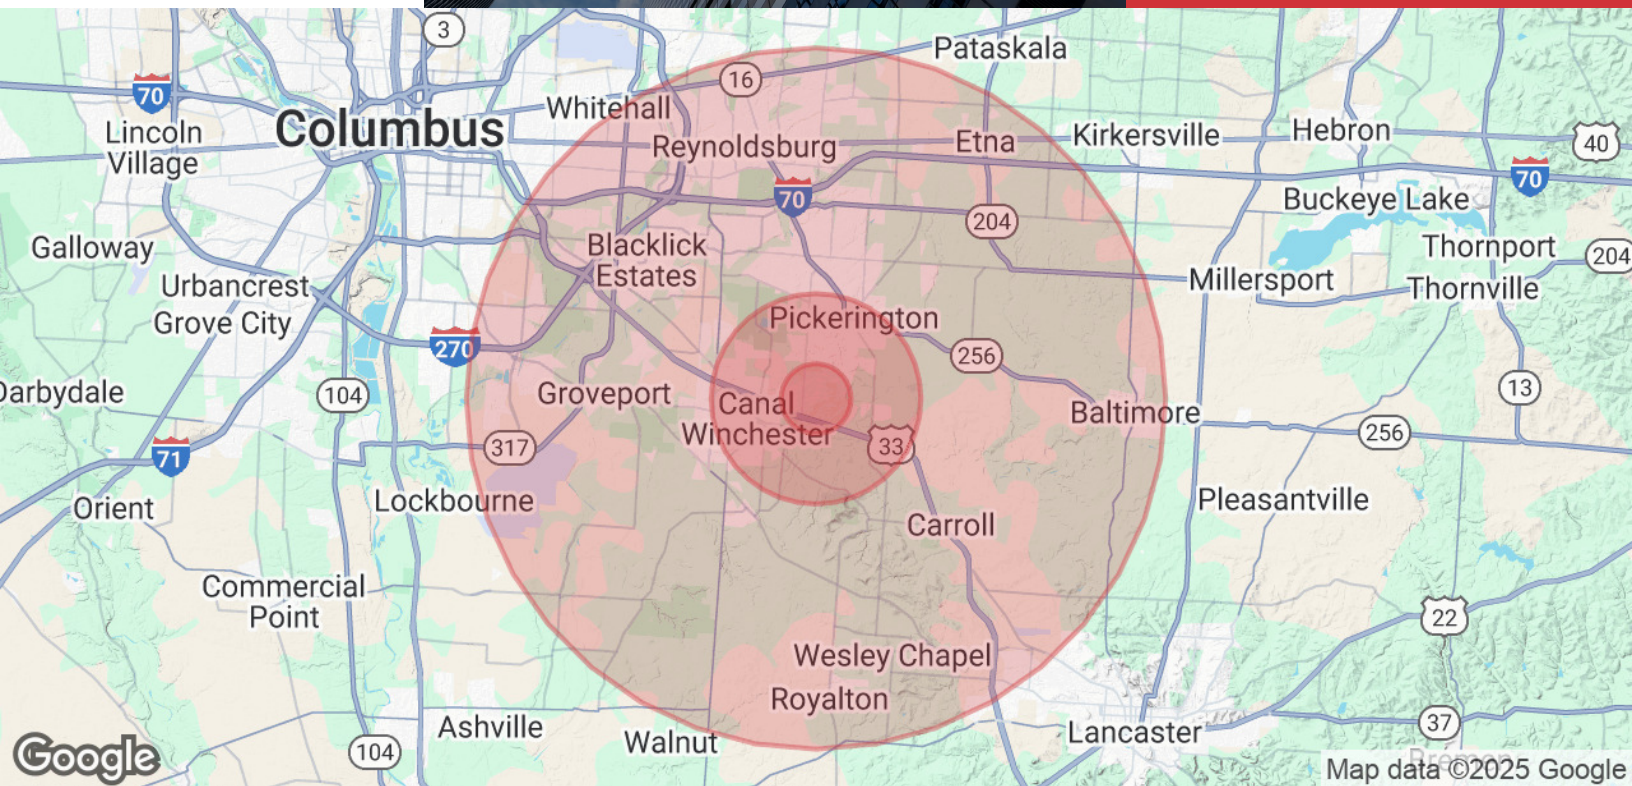 3
Pataskala
16
70
Whitehall
Lincoln
Village
Columbus
Reynoldsburg
Etna
Kirkersville
Hebron
40
70
70
Buckeye Lake
204
Galloway
Blacklick
Estates
Thornport
204
Urbancrest
Millersport
Thornville
Grove City
Pickerington
270
256
Darbydale
104
Groveport
Canal
Winchester
Baltimore
13
256
317
33
71
Orient
Lockbourne
Pleasantville
Carroll
Commercial
Point
22
Wesley Chapel
Royalton
Ashville
Walnut
Lancaster
37
104
Google
Bremen
Map data ©2025 Google